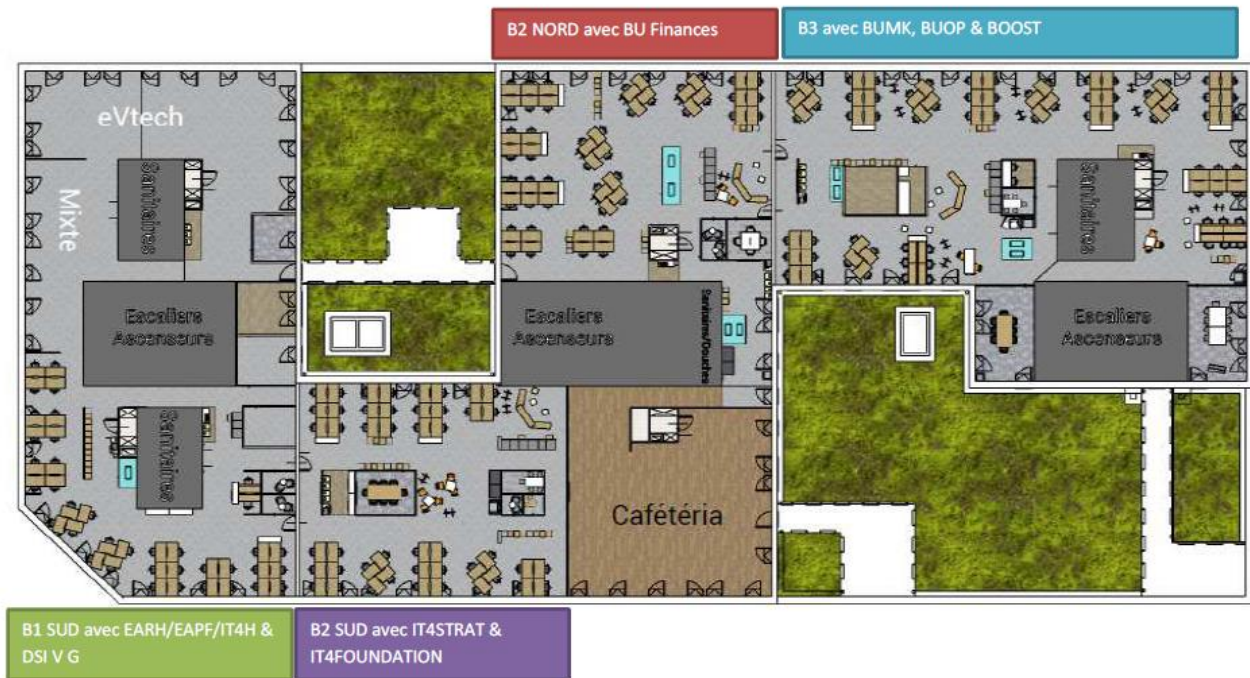 B2 NORD avec BU Finances
B3 avec BUMK, BUOP & BOOST
eVtech
Mixte
Sanitaires
Sanitaires
Escaliers
Ascenseurs
Escaliers
Ascenseurs
Sanitaires/Douches
Escaliers
Ascenseurs
Sanitaires
Cafétéria
B1 SUD avec EARH/EAPF/IT4H &
DSI V G
B2 SUD avec IT4STRAT &
IT4FOUNDATION